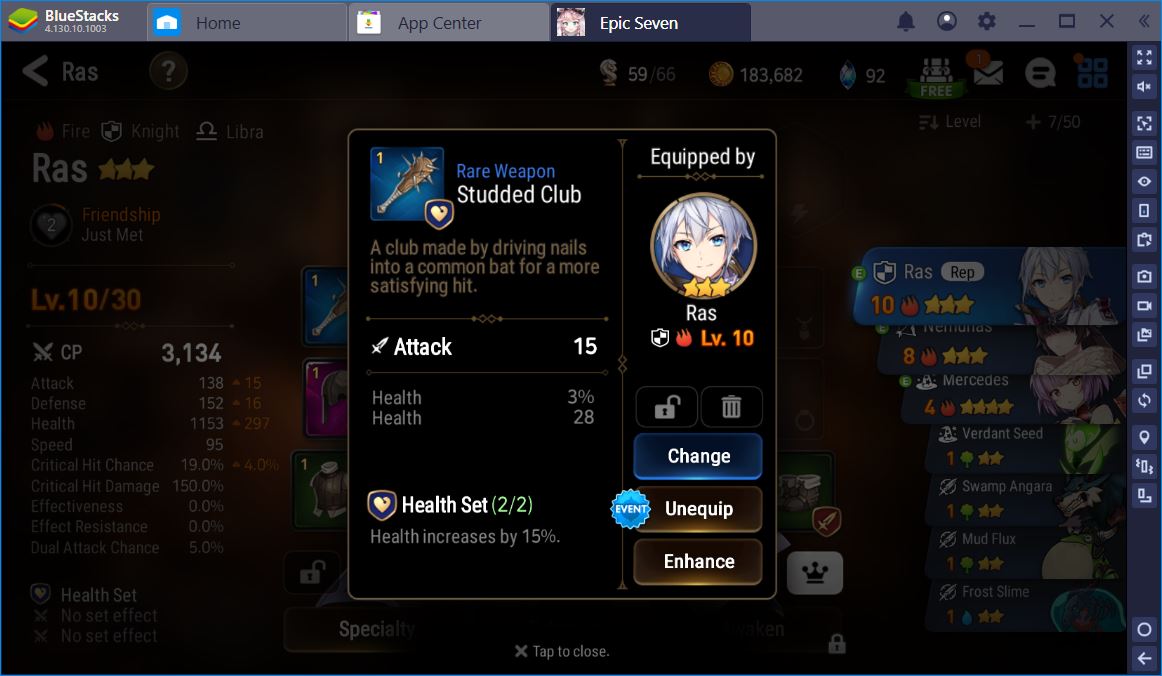 BlueStacks
4.130.10.1003
Home
App Center
Epic Seven
Ras
?
59/66
183,682
92
FREE
1
Fire
Knight
Libra
Level
+ 7/50
Ras
2
Friendship
Just Met
Lv.10/30
CP 3,134
Attack 138 15
Defense 152 16
Health 1153 297
Speed 95
Critical Hit Chance 19.0% 4.0%
Critical Hit Damage 150.0%
Effectiveness 0.0%
Effect Resistance 0.0%
Dual Attack Chance 5.0%
Health Set
No set effect
No set effect
1
1
1
1
Rare Weapon
Studded Club
A club made by driving nails
into a common bat for a more
satisfying hit.
Attack 15
Health 3%
Health 28
Health Set (2/2)
Health increases by 15%.
Equipped by
Ras
Lv. 10
Change
EVENT
Unequip
Enhance
Specialty
Awaken
Tap to close.
E
Ras
Rep
10
E
Nemunas
8
E
Mercedes
4
Verdant Seed
1
Swamp Angara
1
Mud Flux
1
Frost Slime
1